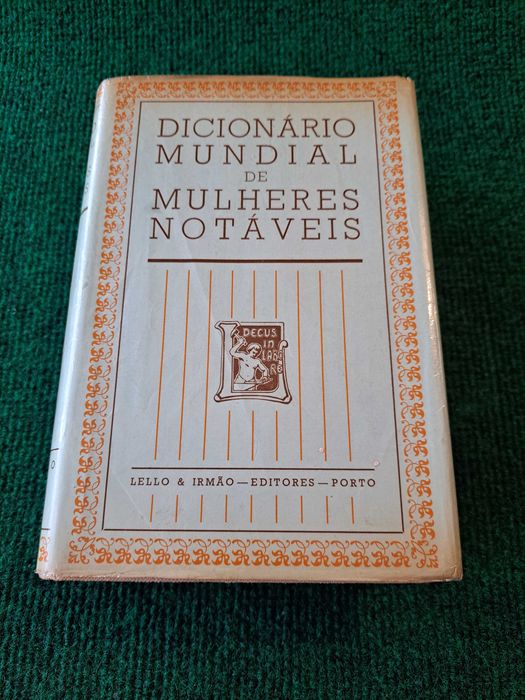 DICIONÁRIO
MUNDIAL
DE
MULHERES
NOTÁVEIS
DECUS
IN
LABORE
LELLO & IRMÃO — EDITORES — PORTO